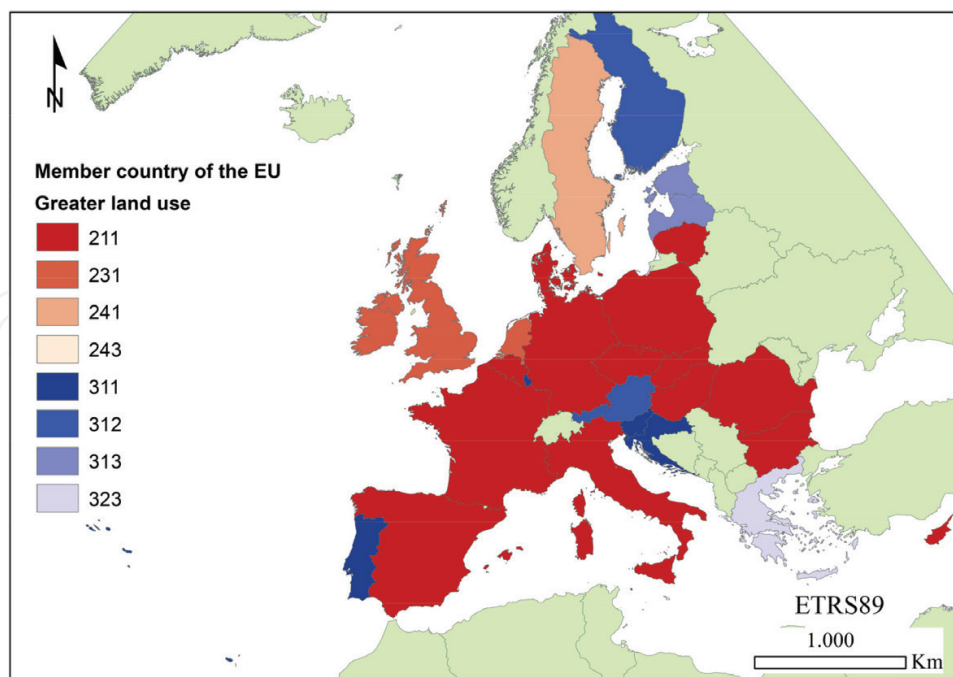 N
Member country of the EU
Greater land use
211
231
241
243
311
312
313
323
ETRS89
1.000
Km